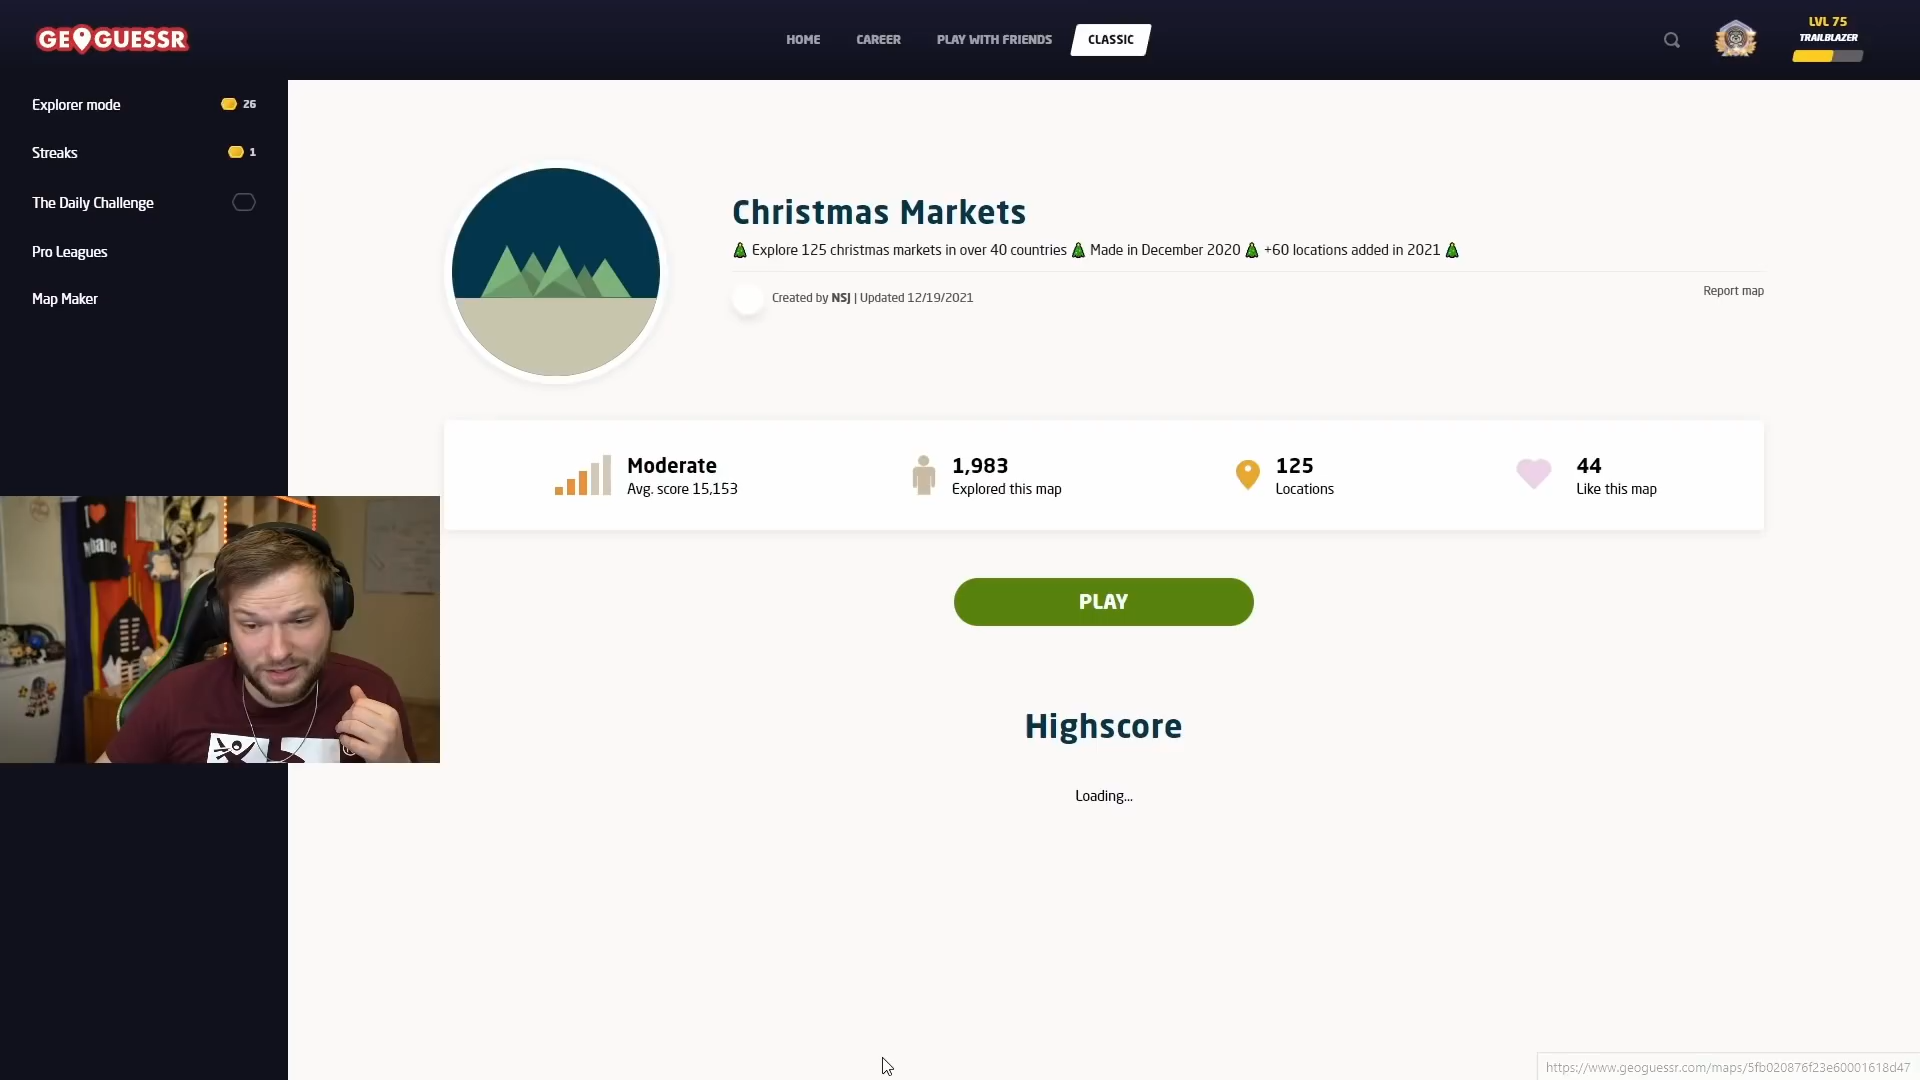 GEOGUESSR
HOME
CAREER
PLAY WITH FRIENDS
CLASSIC
LVL 75
TRAILBLAZER
Explorer mode
26
Streaks
1
The Daily Challenge
Pro Leagues
Map Maker
Christmas Markets
🎄 Explore 125 christmas markets in over 40 countries 🎄 Made in December 2020 🎄 +60 locations added in 2021 🎄
Created by NSJ | Updated 12/19/2021
Report map
Moderate
Avg. score 15,153
1,983
Explored this map
125
Locations
44
Like this map
PLAY
Highscore
Loading...
https://www.geoguessr.com/maps/5fb020876f23e60001618d47